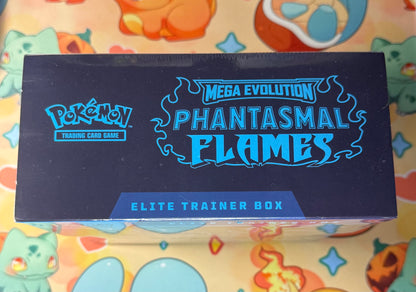 MEGA EVOLUTION
POKéMON
TRADING CARD GAME
PHANTASMAL
FLAMES
ELITE TRAINER BOX